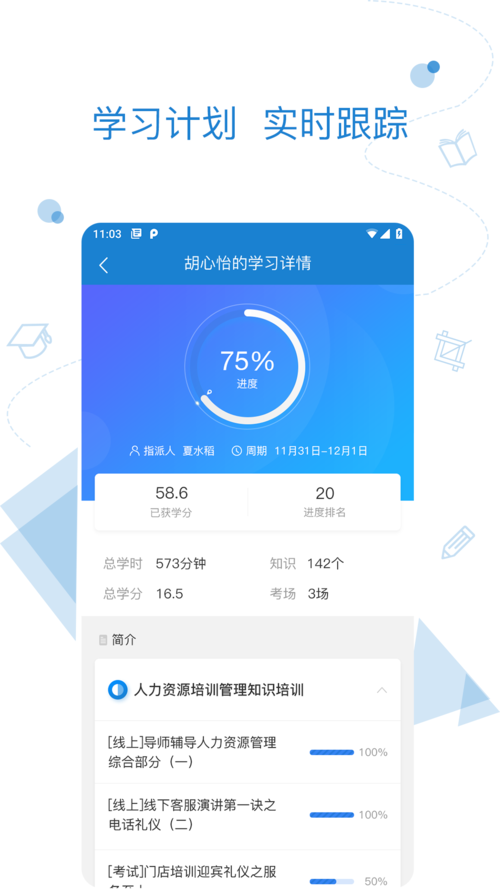 学习计划 实时跟踪
11:03
胡心怡的学习详情
75%
进度
指派人 夏水稻 周期 11月31日-12月1日
58.6 20
已获学分 进度排名
总学时 573分钟 知识 142个
总学分 16.5 考场 3场
简介
人力资源培训管理知识培训
[线上]导师辅导人力资源管理
综合部分（一） 100%
[线上]线下客服演讲第一诀之
电话礼仪（二） 100%
[考试]门店培训迎宾礼仪之服
50%